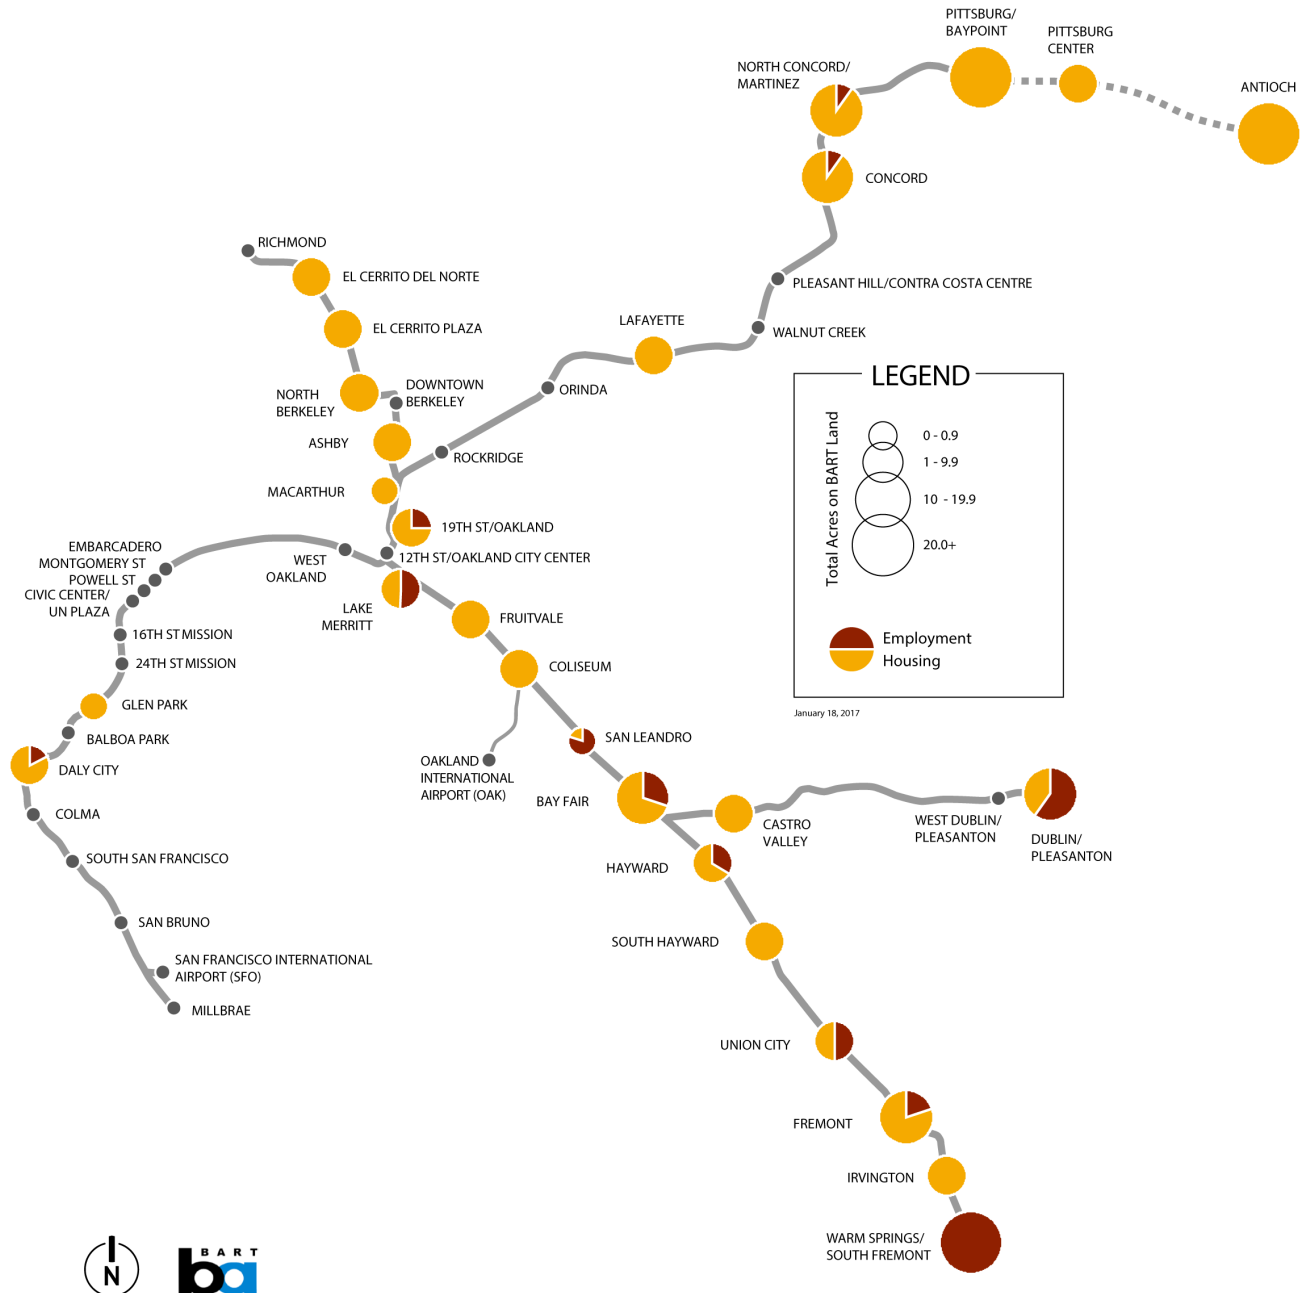 PITTSBURG/
BAYPOINT
PITTSBURG
CENTER
NORTH CONCORD/
MARTINEZ
ANTIOCH
CONCORD
RICHMOND
EL CERRITO DEL NORTE
PLEASANT HILL/CONTRA COSTA CENTRE
LAFAYETTE
EL CERRITO PLAZA
WALNUT CREEK
NORTH
BERKELEY
DOWNTOWN
BERKELEY
ORINDA
ASHBY
ROCKRIDGE
MACARTHUR
19TH ST/OAKLAND
12TH ST/OAKLAND CITY CENTER
EMBARCADERO
MONTGOMERY ST
POWELL ST
CIVIC CENTER/
UN PLAZA
WEST
OAKLAND
LAKE
MERRITT
FRUITVALE
16TH ST MISSION
24TH ST MISSION
COLISEUM
GLEN PARK
BALBOA PARK
SAN LEANDRO
DALY CITY
OAKLAND
INTERNATIONAL
AIRPORT (OAK)
BAY FAIR
COLMA
CASTRO
VALLEY
WEST DUBLIN/
PLEASANTON
DUBLIN/
PLEASANTON
SOUTH SAN FRANCISCO
HAYWARD
SAN BRUNO
SOUTH HAYWARD
SAN FRANCISCO INTERNATIONAL
AIRPORT (SFO)
MILLBRAE
UNION CITY
FREMONT
IRVINGTON
WARM SPRINGS/
SOUTH FREMONT
LEGEND
Total Acres on BART Land
0 - 0.9
1 - 9.9
10 - 19.9
20.0+
Employment
Housing
January 18, 2017
N
BART
ba